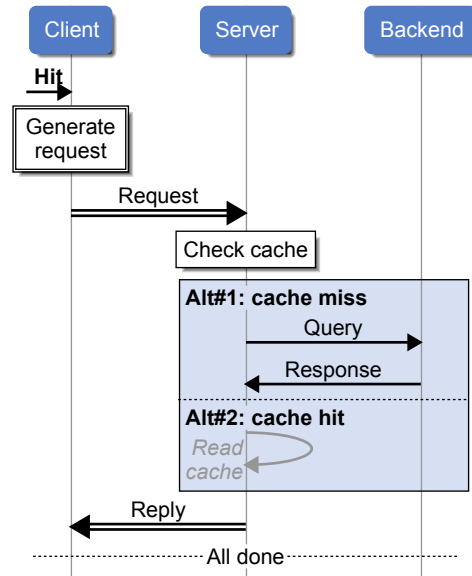 Client
Server
Backend
Hit
Generate
request
Request
Check cache
Alt#1: cache miss
Query
Response
Alt#2: cache hit
Read
cache
Reply
All done